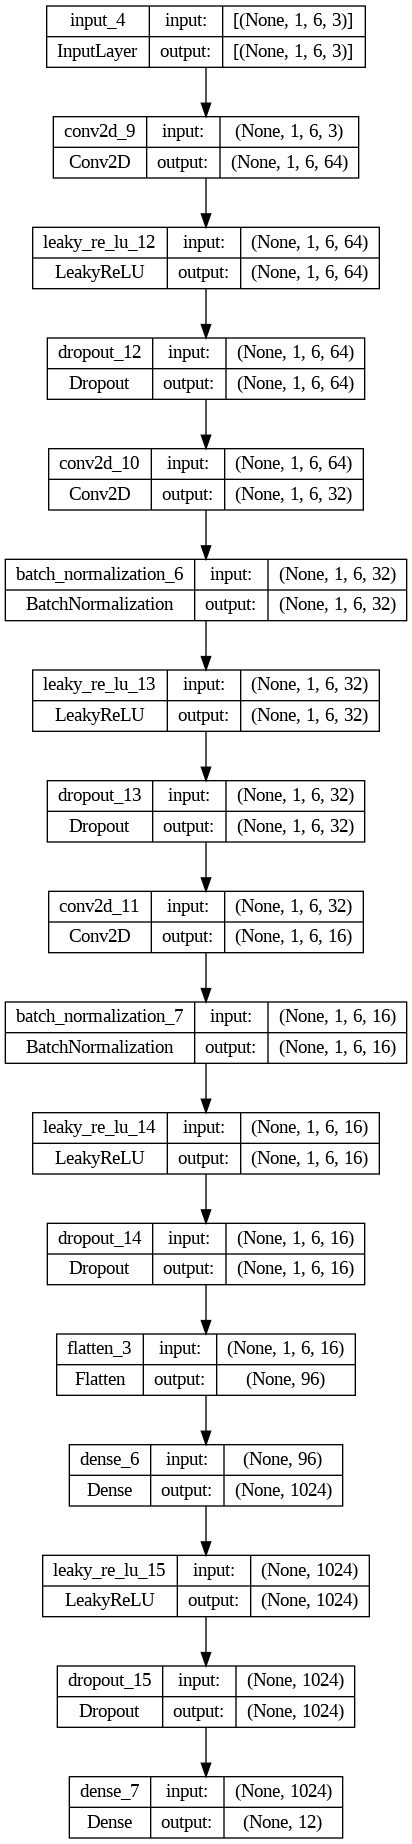 input_4 input: [(None, 1, 6, 3)]
InputLayer output: [(None, 1, 6, 3)]
conv2d_9 input: (None, 1, 6, 3)
Conv2D output: (None, 1, 6, 64)
leaky_re_lu_12 input: (None, 1, 6, 64)
LeakyReLU output: (None, 1, 6, 64)
dropout_12 input: (None, 1, 6, 64)
Dropout output: (None, 1, 6, 64)
conv2d_10 input: (None, 1, 6, 64)
Conv2D output: (None, 1, 6, 32)
batch_normalization_6 input: (None, 1, 6, 32)
BatchNormalization output: (None, 1, 6, 32)
leaky_re_lu_13 input: (None, 1, 6, 32)
LeakyReLU output: (None, 1, 6, 32)
dropout_13 input: (None, 1, 6, 32)
Dropout output: (None, 1, 6, 32)
conv2d_11 input: (None, 1, 6, 32)
Conv2D output: (None, 1, 6, 16)
batch_normalization_7 input: (None, 1, 6, 16)
BatchNormalization output: (None, 1, 6, 16)
leaky_re_lu_14 input: (None, 1, 6, 16)
LeakyReLU output: (None, 1, 6, 16)
dropout_14 input: (None, 1, 6, 16)
Dropout output: (None, 1, 6, 16)
flatten_3 input: (None, 1, 6, 16)
Flatten output: (None, 96)
dense_6 input: (None, 96)
Dense output: (None, 1024)
leaky_re_lu_15 input: (None, 1024)
LeakyReLU output: (None, 1024)
dropout_15 input: (None, 1024)
Dropout output: (None, 1024)
dense_7 input: (None, 1024)
Dense output: (None, 12)